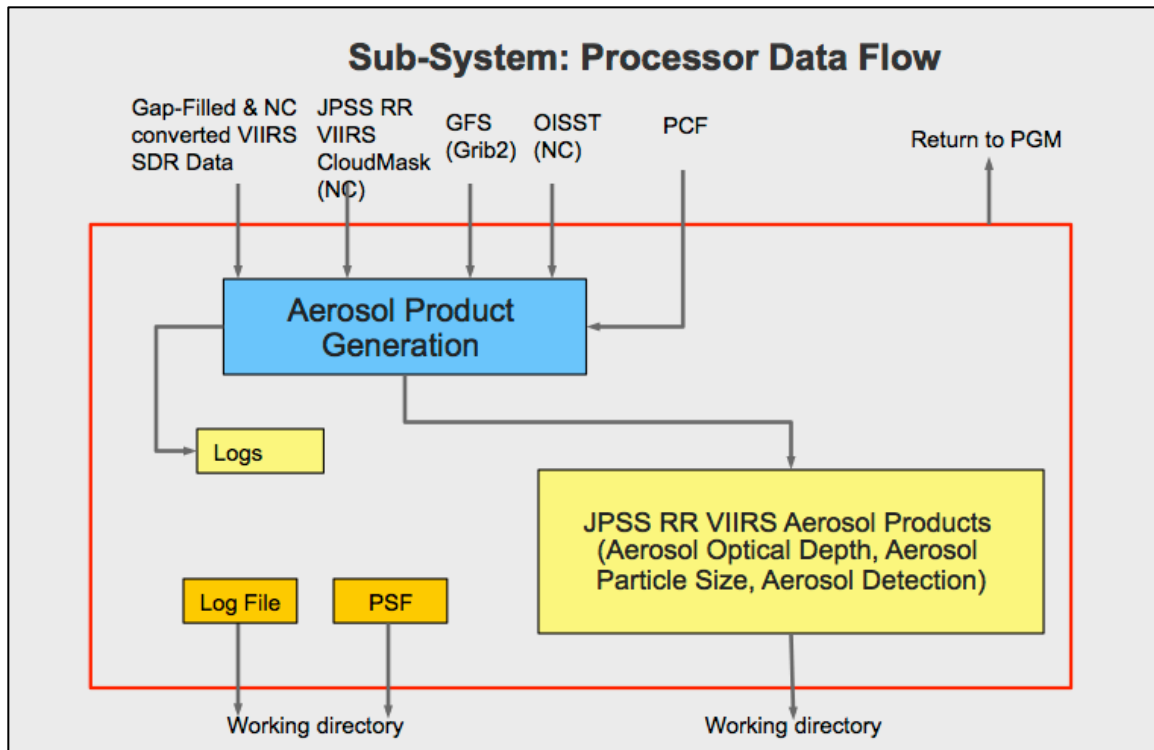 Sub-System: Processor Data Flow
Gap-Filled & NC
converted VIIRS
SDR Data
JPSS RR
VIIRS
CloudMask
(NC)
GFS
(Grib2)
OISST
(NC)
PCF
Return to PGM
Aerosol Product
Generation
Logs
JPSS RR VIIRS Aerosol Products
(Aerosol Optical Depth, Aerosol
Particle Size, Aerosol Detection)
Log File
PSF
Working directory
Working directory